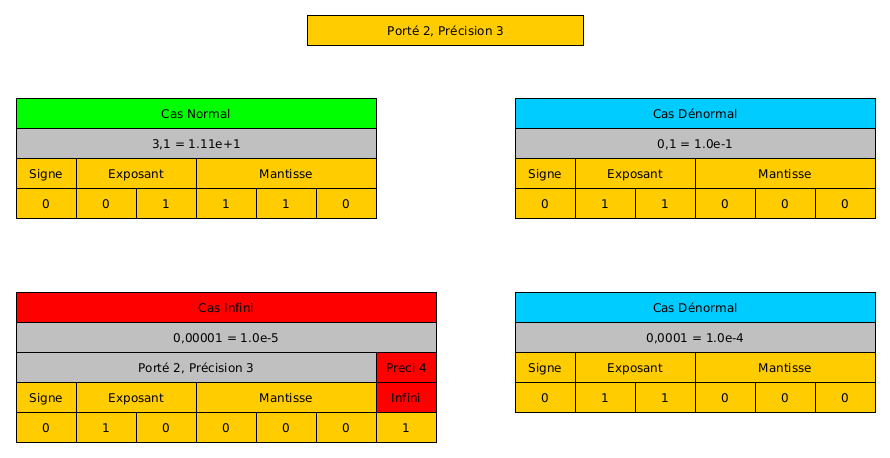 Porté 2, Précision 3
Cas Normal
3,1 = 1.11e+1
Signe Exposant Mantisse
0 0 1 1 1 0
Cas Dénormal
0,1 = 1.0e-1
Signe Exposant Mantisse
0 1 1 0 0 0
Cas Infini
0,00001 = 1.0e-5
Porté 2, Précision 3 Preci 4
Signe Exposant Mantisse Infini
0 1 0 0 0 0 1
Cas Dénormal
0,0001 = 1.0e-4
Signe Exposant Mantisse
0 1 1 0 0 0